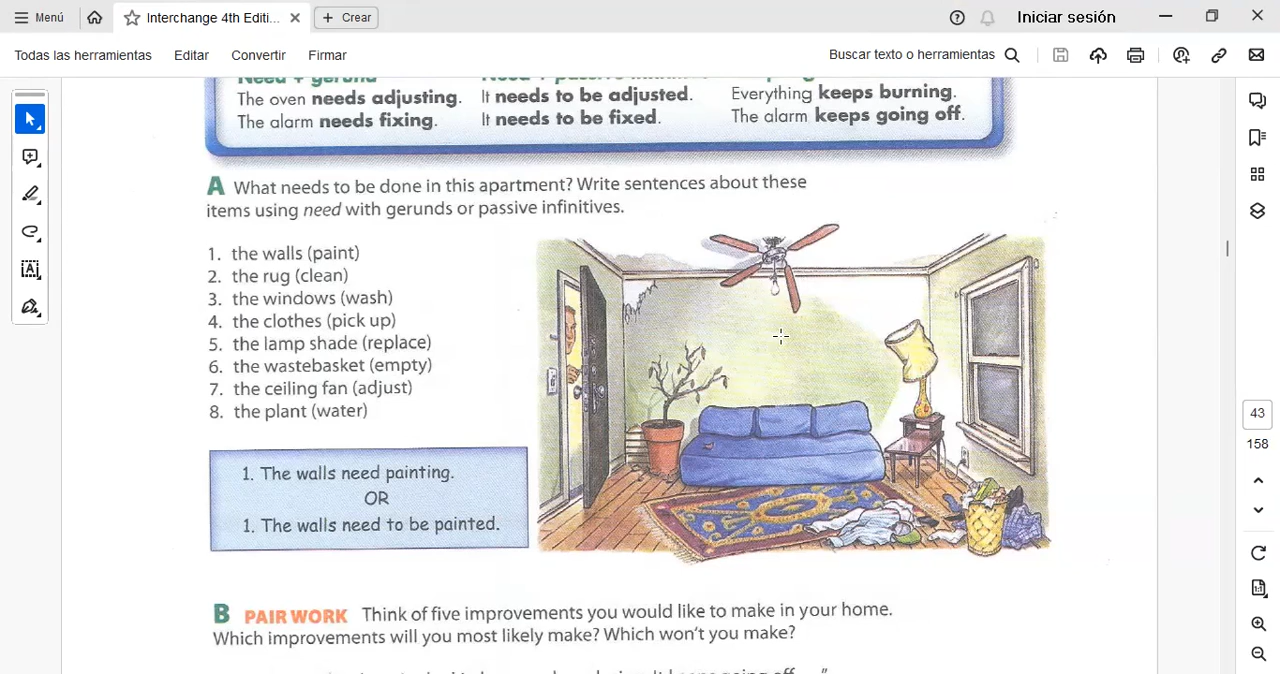 Menú
Interchange 4th Editi...
Crear
Iniciar sesión
Todas las herramientas
Editar
Convertir
Firmar
Buscar texto o herramientas
Need + gerund
The oven needs adjusting. It needs to be adjusted. Everything keeps burning.
The alarm needs fixing. It needs to be fixed. The alarm keeps going off.
A What needs to be done in this apartment? Write sentences about these
items using need with gerunds or passive infinitives.
1. the walls (paint)
2. the rug (clean)
3. the windows (wash)
4. the clothes (pick up)
5. the lamp shade (replace)
6. the wastebasket (empty)
7. the ceiling fan (adjust)
8. the plant (water)
1. The walls need painting.
OR
1. The walls need to be painted.
B PAIR WORK Think of five improvements you would like to make in your home.
Which improvements will you most likely make? Which won't you make?
going off
43
158